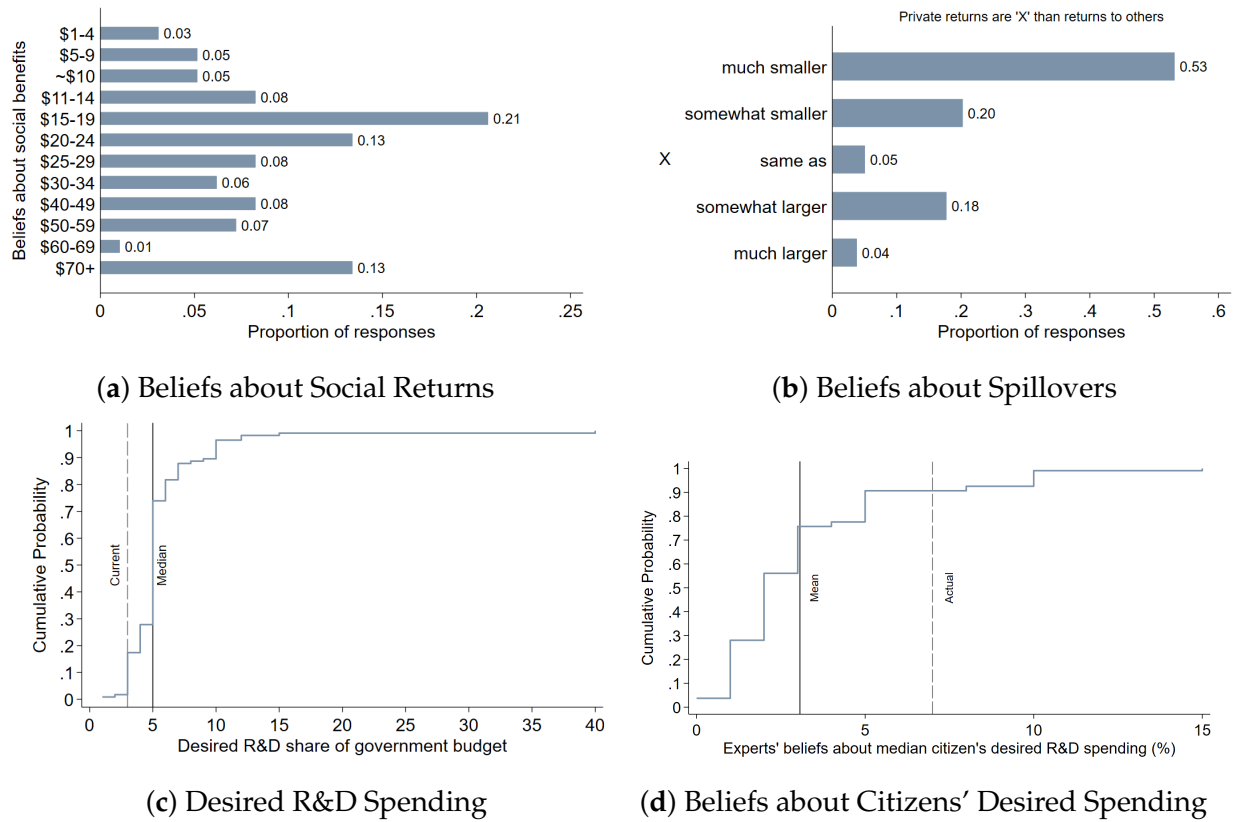 Beliefs about social benefits
$1-4
0.03
$5-9
0.05
~$10
0.05
$11-14
0.08
$15-19
0.21
$20-24
0.13
$25-29
0.08
$30-34
0.06
$40-49
0.08
$50-59
0.07
$60-69
0.01
$70+
0.13
0 .05 .1 .15 .2 .25
Proportion of responses
(a) Beliefs about Social Returns
Private returns are 'X' than returns to others
X
much smaller
0.53
somewhat smaller
0.20
same as
0.05
somewhat larger
0.18
much larger
0.04
0 .1 .2 .3 .4 .5 .6
Proportion of responses
(b) Beliefs about Spillovers
Cumulative Probability
1
.9
.8
.7
.6
.5
.4
.3
.2
.1
0
Current
Median
0 5 10 15 20 25 30 35 40
Desired R&D share of government budget
(c) Desired R&D Spending
Cumulative Probability
1
.9
.8
.7
.6
.5
.4
.3
.2
.1
0
Mean
Actual
0 5 10 15
Experts' beliefs about median citizen's desired R&D spending (%)
(d) Beliefs about Citizens’ Desired Spending